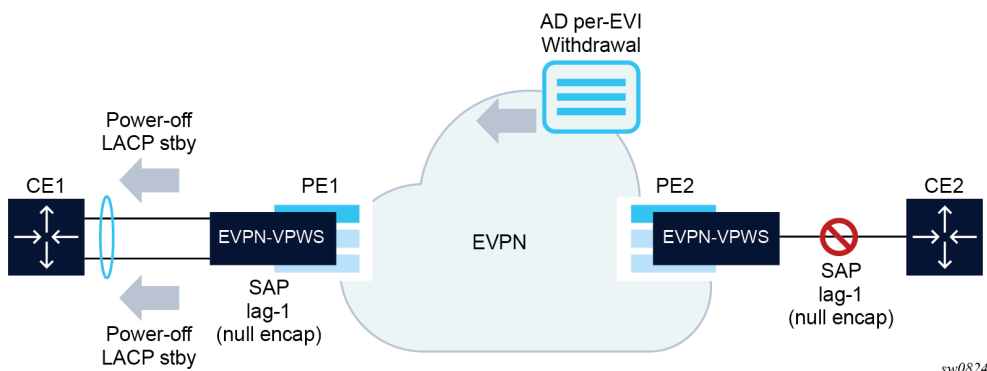 AD per-EVI
Withdrawal
Power-off
LACP stby
CE1
PE1
PE2
CE2
EVPN-VPWS
EVPN
EVPN-VPWS
SAP
lag-1
(null encap)
SAP
lag-1
(null encap)
Power-off
LACP stby
sw0824